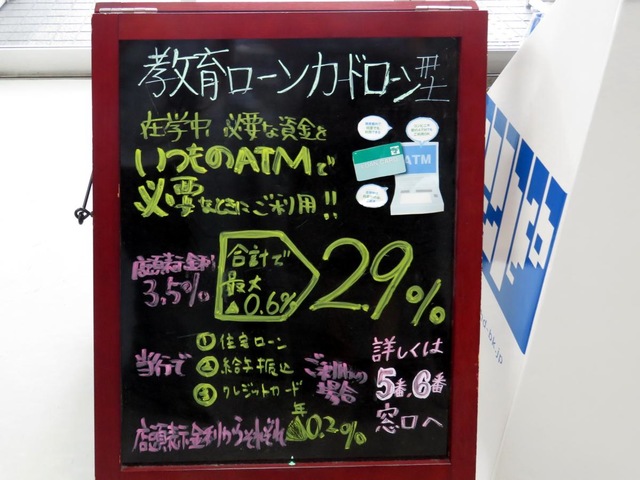 教育ローンカードローン型
在学中、必要な資金を
いつものATMで
必要なときにご利用!!
ATM
店頭表示金利
3.5%
合計で
最大
▲0.6%
2.9%
当行で
①住宅ローン
②給与振込
③クレジットカード
ご利用の
場合
店頭表示金利からそれぞれ
年
▲0.2%
詳しくは
5番,6番
窓口へ